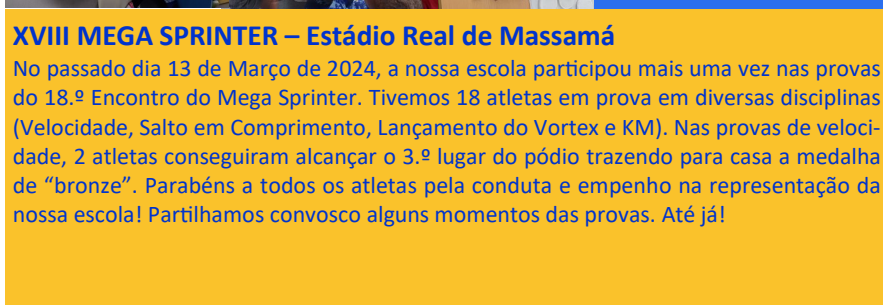 XVIII MEGA SPRINTER – Estádio Real de Massamá
No passado dia 13 de Março de 2024, a nossa escola participou mais uma vez nas provas
do 18.º Encontro do Mega Sprinter. Tivemos 18 atletas em prova em diversas disciplinas
(Velocidade, Salto em Comprimento, Lançamento do Vortex e KM). Nas provas de veloci-
dade, 2 atletas conseguiram alcançar o 3.º lugar do pódio trazendo para casa a medalha
de “bronze”. Parabéns a todos os atletas pela conduta e empenho na representação da
nossa escola! Partilhamos convosco alguns momentos das provas. Até já!